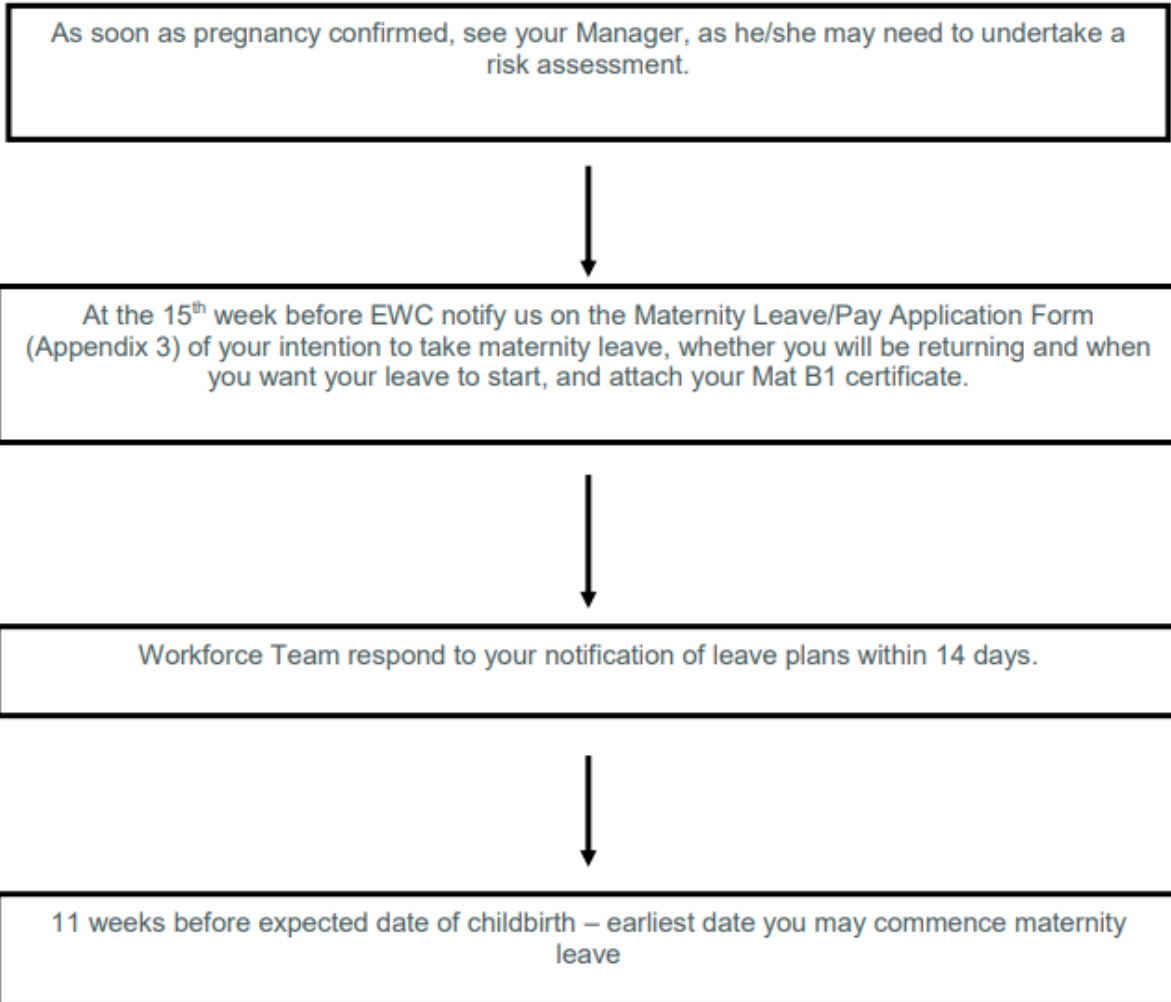 As soon as pregnancy confirmed, see your Manager, as he/she may need to undertake a
risk assessment.
At the 15th week before EWC notify us on the Maternity Leave/Pay Application Form
(Appendix 3) of your intention to take maternity leave, whether you will be returning and when
you want your leave to start, and attach your Mat B1 certificate.
Workforce Team respond to your notification of leave plans within 14 days.
11 weeks before expected date of childbirth – earliest date you may commence maternity
leave